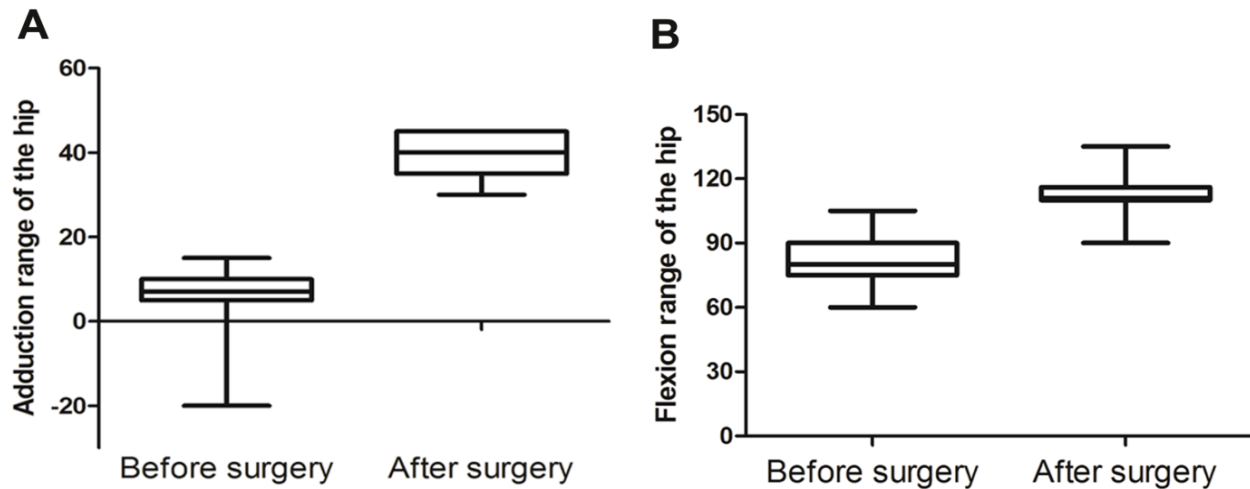 A
Adduction range of the hip
60
40
20
0
-20
Before surgery
After surgery
B
Flexion range of the hip
150
120
90
60
30
0
Before surgery
After surgery